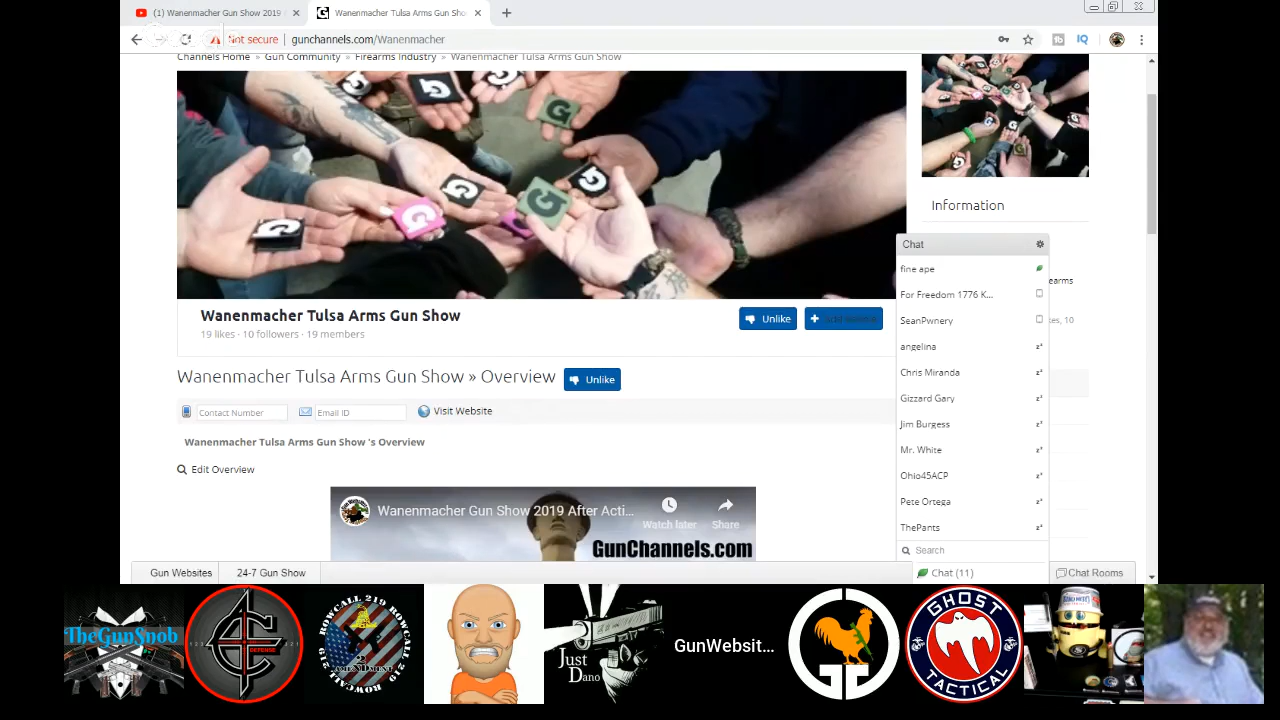 (1) Wanenmacher Gun Show 2019
Wanenmacher Tulsa Arms Gun Sho
Not secure
gunchannels.com/Wanenmacher
Channels Home » Gun Community » Firearms Industry » Wanenmacher Tulsa Arms Gun Show
Information
Wanenmacher Tulsa Arms Gun Show
19 likes · 10 followers · 19 members
Unlike
Wanenmacher Tulsa Arms Gun Show » Overview
Unlike
Contact Number
Email ID
Visit Website
Wanenmacher Tulsa Arms Gun Show 's Overview
Edit Overview
Wanenmacher Gun Show 2019 After Acti...
Watch later
Share
GunChannels.com
Chat
fine ape
For Freedom 1776 K...
SeanPwnery
angelina
Chris Miranda
Gizzard Gary
Jim Burgess
Mr. White
Ohio45ACP
Pete Ortega
ThePants
Search
earms
es, 10
Gun Websites
24-7 Gun Show
Chat (11)
Chat Rooms
TheGunSnob
DEFENSE
Just
Dano
GunWebsit...
GHOST
TACTICAL